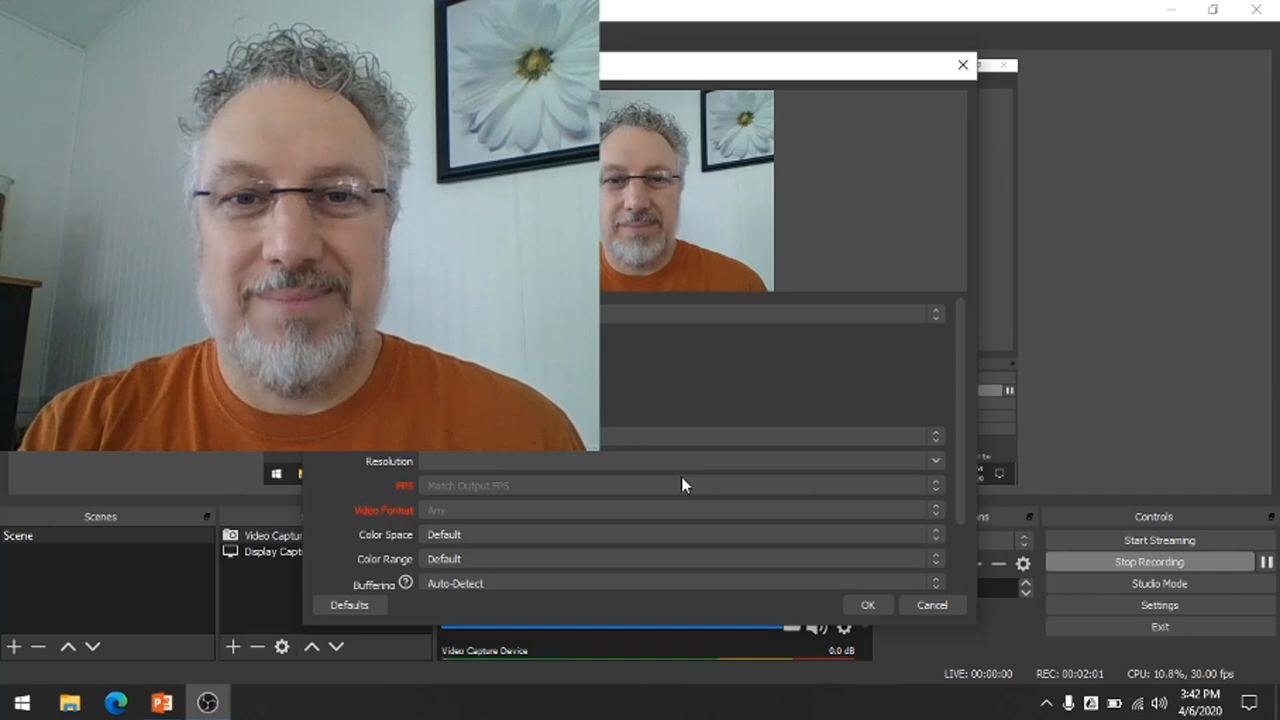 Resolution
FPS Match Output FPS
Video Format Any
Color Space Default
Color Range Default
Buffering Auto-Detect
Defaults OK Cancel
Scenes
Scene
Video Captur
Display Captu
Video Capture Device 0.0 dB
Controls
Start Streaming
Stop Recording
Studio Mode
Settings
Exit
LIVE: 00:00:00 REC: 00:02:01 CPU: 10.8%, 30.00 fps
3:42 PM
4/6/2020